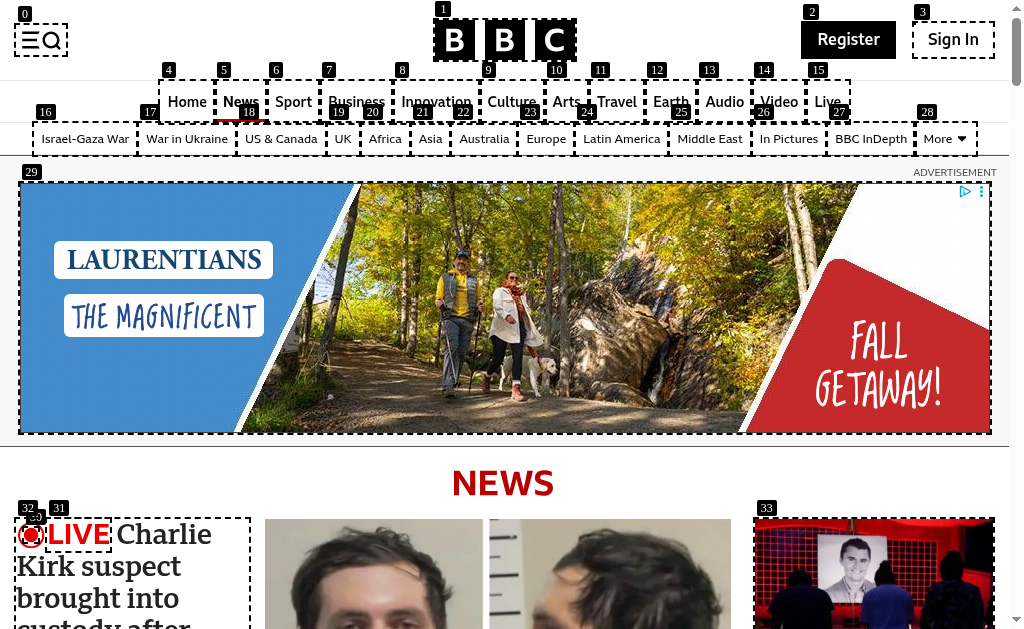 0
1
2
3
BBC
Register
Sign In
4
5
6
7
8
9
10
11
12
13
14
15
Home
News
Sport
Business
Innovation
Culture
Arts
Travel
Earth
Audio
Video
Live
16
17
18
19
20
21
22
23
24
25
26
27
28
Israel-Gaza War
War in Ukraine
US & Canada
UK
Africa
Asia
Australia
Europe
Latin America
Middle East
In Pictures
BBC InDepth
More
29
ADVERTISEMENT
LAURENTIANS
THE MAGNIFICENT
FALL
GETAWAY!
NEWS
32
30
31
33
LIVE Charlie
Kirk suspect
brought into
custody after